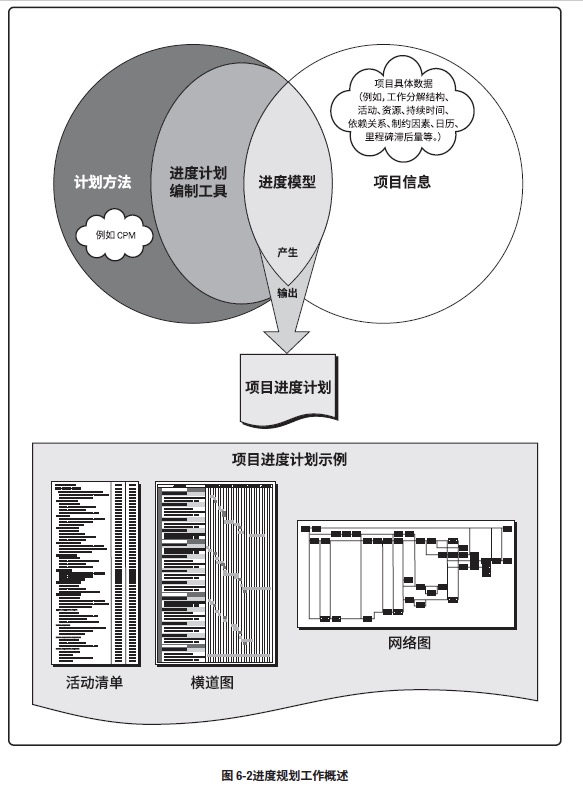 项目具体数据
（例如，工作分解结构、
活动、资源、持续时间、
依赖关系、制约因素、日历、
里程碑滞后量等。）
计划方法
例如 CPM
进度计划
编制工具
进度模型
项目信息
产生
输出
项目进度计划
项目进度计划示例
活动清单
横道图
网络图
图 6-2进度规划工作概述